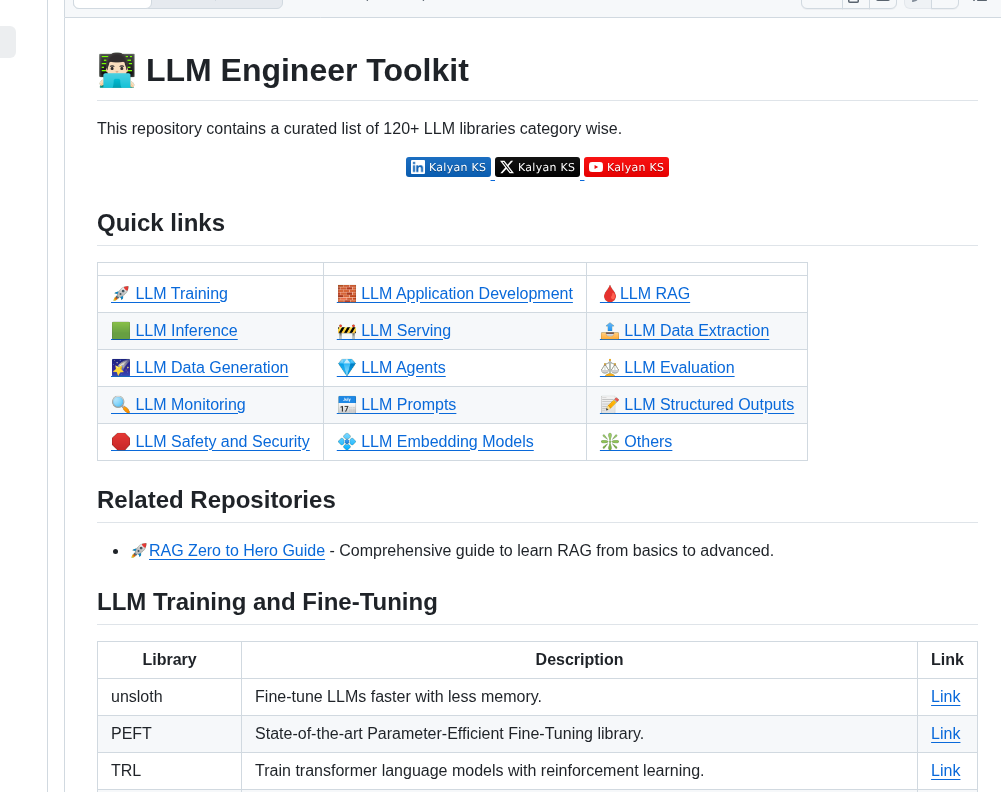 LLM Engineer Toolkit
This repository contains a curated list of 120+ LLM libraries category wise.
Kalyan KS Kalyan KS Kalyan KS
Quick links
LLM Training LLM Application Development LLM RAG
LLM Inference LLM Serving LLM Data Extraction
LLM Data Generation LLM Agents LLM Evaluation
LLM Monitoring LLM Prompts LLM Structured Outputs
LLM Safety and Security LLM Embedding Models Others
Related Repositories
RAG Zero to Hero Guide - Comprehensive guide to learn RAG from basics to advanced.
LLM Training and Fine-Tuning
Library Description Link
unsloth Fine-tune LLMs faster with less memory. Link
PEFT State-of-the-art Parameter-Efficient Fine-Tuning library. Link
TRL Train transformer language models with reinforcement learning. Link